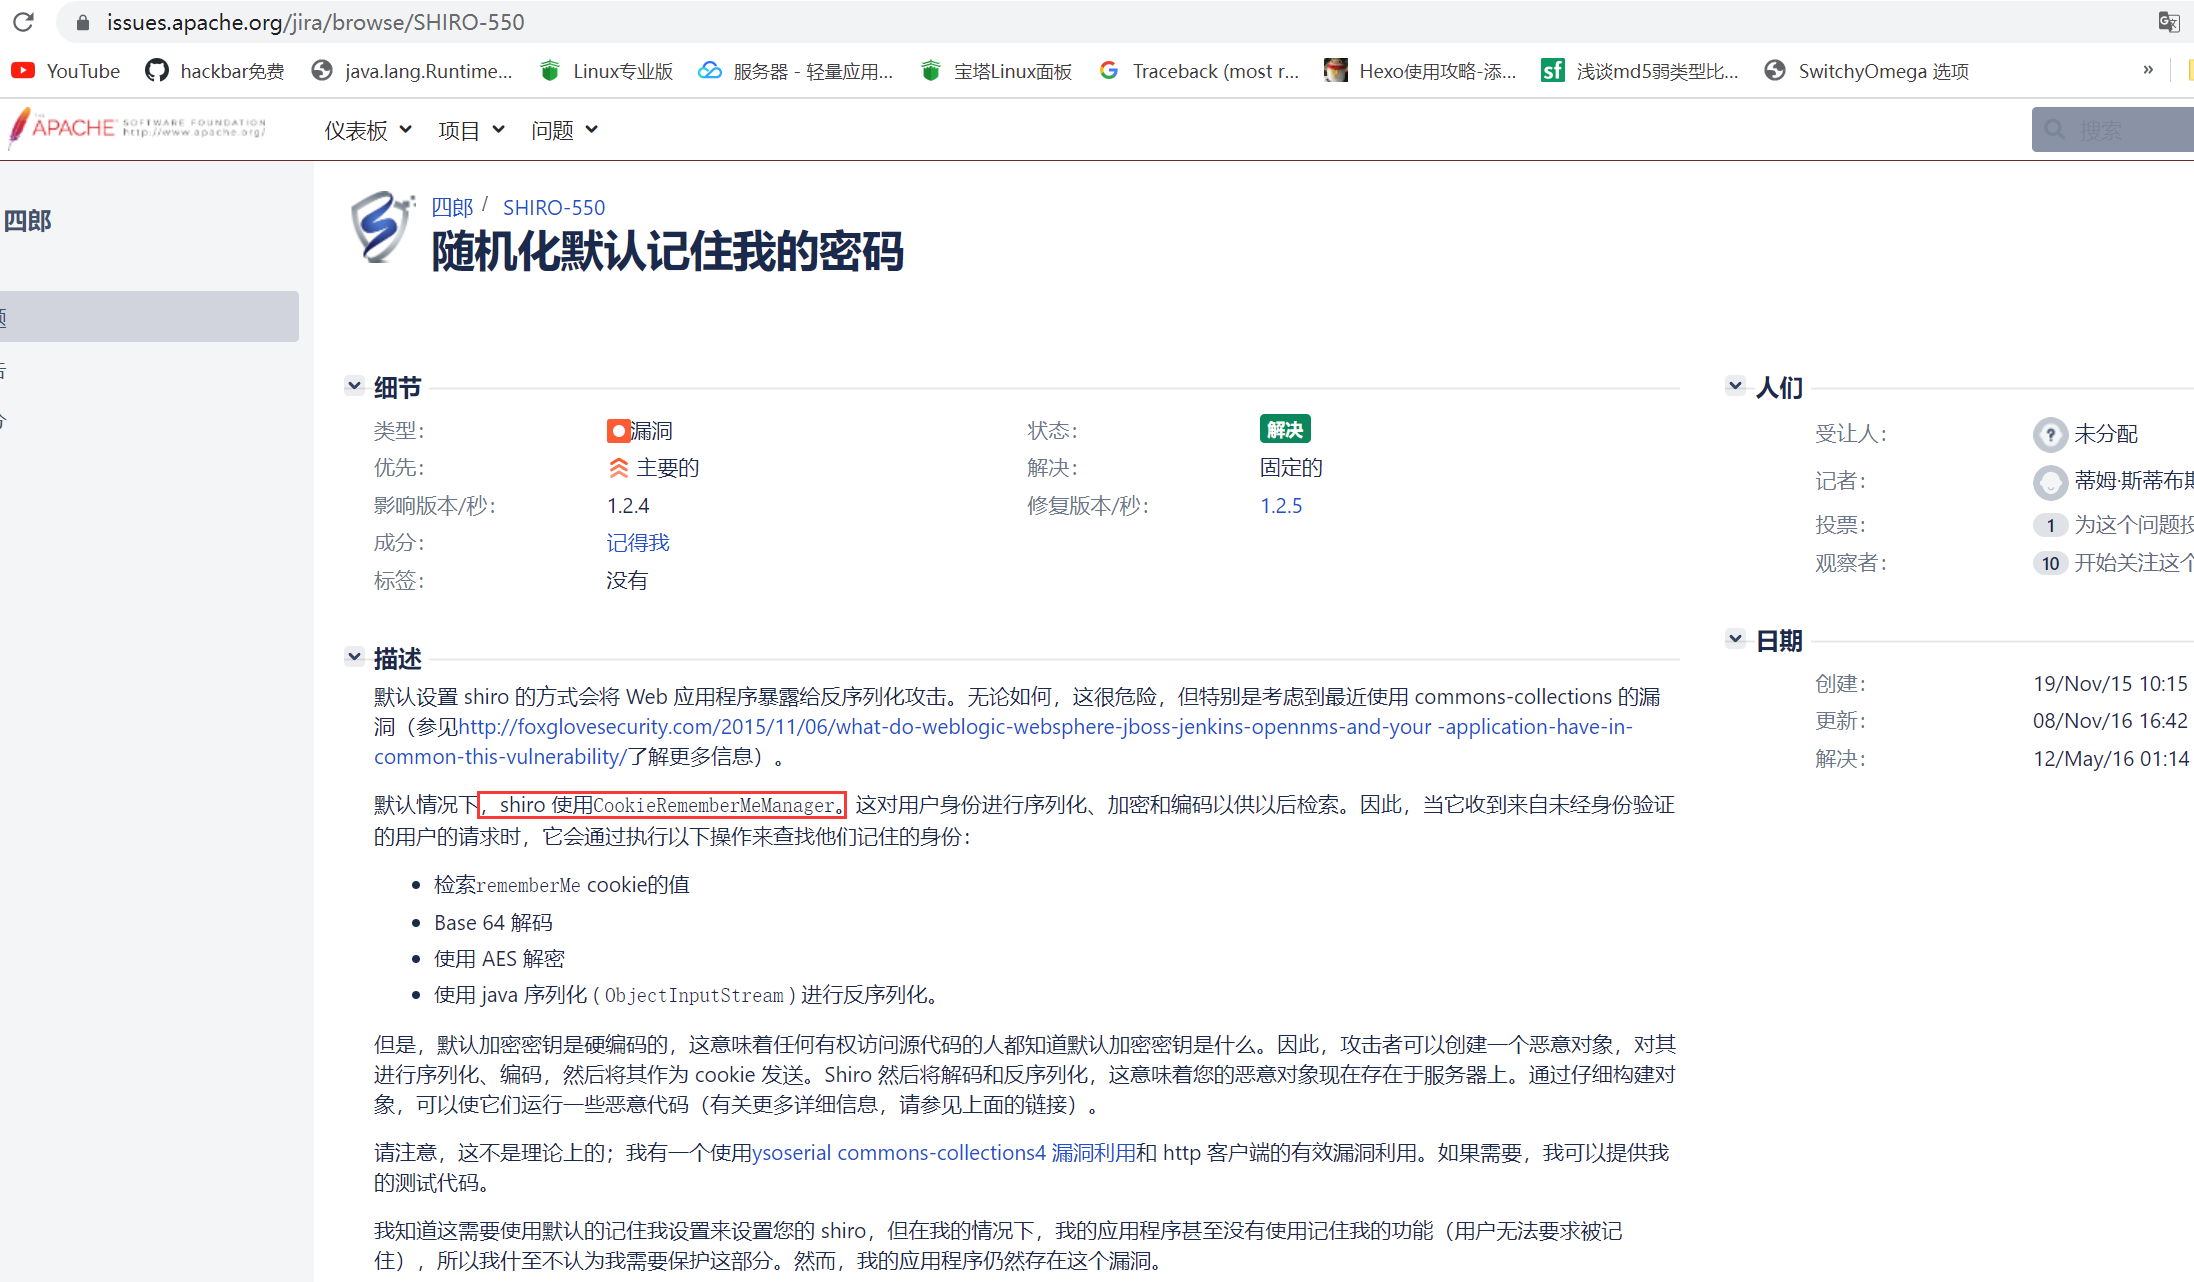 issues.apache.org/jira/browse/SHIRO-550
YouTube hackbar免费 java.lang.Runtime... Linux专业版 服务器 - 轻量应用... 宝塔Linux面板 Traceback (most r... Hexo使用攻略-添... sf 浅谈md5弱类型比... SwitchyOmega 选项 »
THE APACHE SOFTWARE FOUNDATION http://www.apache.org/ 仪表板 项目 问题 搜索
四郎
四郎 / SHIRO-550
随机化默认记住我的密码
细节
类型： 漏洞 状态： 解决
优先： 主要的 解决： 固定的
影响版本/秒： 1.2.4 修复版本/秒： 1.2.5
成分： 记得我
标签： 没有
人们
受让人： 未分配
记者： 蒂姆·斯蒂布
投票： 1 为这个问题投
观察者： 10 开始关注这个
描述
默认设置 shiro 的方式会将 Web 应用程序暴露给反序列化攻击。无论如何，这很危险，但特别是考虑到最近使用 commons-collections 的漏
洞（参见http://foxglovesecurity.com/2015/11/06/what-do-weblogic-websphere-jboss-jenkins-opennms-and-your -application-have-in-
common-this-vulnerability/了解更多信息）。
默认情况下，shiro 使用CookieRememberMeManager。这对用户身份进行序列化、加密和编码以供以后检索。因此，当它收到来自未经身份验证
的用户的请求时，它会通过执行以下操作来查找他们记住的身份：
• 检索rememberMe cookie的值
• Base 64 解码
• 使用 AES 解密
• 使用 java 序列化 ( ObjectInputStream ) 进行反序列化。
但是，默认加密密钥是硬编码的，这意味着任何有权访问源代码的人都知道默认加密密钥是什么。因此，攻击者可以创建一个恶意对象，对其
进行序列化、编码，然后将其作为 cookie 发送。Shiro 然后将解码和反序列化，这意味着您的恶意对象现在存在于服务器上。通过仔细构建对
象，可以使它们运行一些恶意代码（有关更多详细信息，请参见上面的链接）。
请注意，这不是理论上的；我有一个使用ysoserial commons-collections4 漏洞利用和 http 客户端的有效漏洞利用。如果需要，我可以提供我
的测试代码。
我知道这需要使用默认的记住我设置来设置您的 shiro，但在我的情况下，我的应用程序甚至没有使用记住我的功能（用户无法要求被记
住），所以我什至不认为我需要保护这部分。然而，我的应用程序仍然存在这个漏洞。
日期
创建： 19/Nov/15 10:15
更新： 08/Nov/16 16:42
解决： 12/May/16 01:14